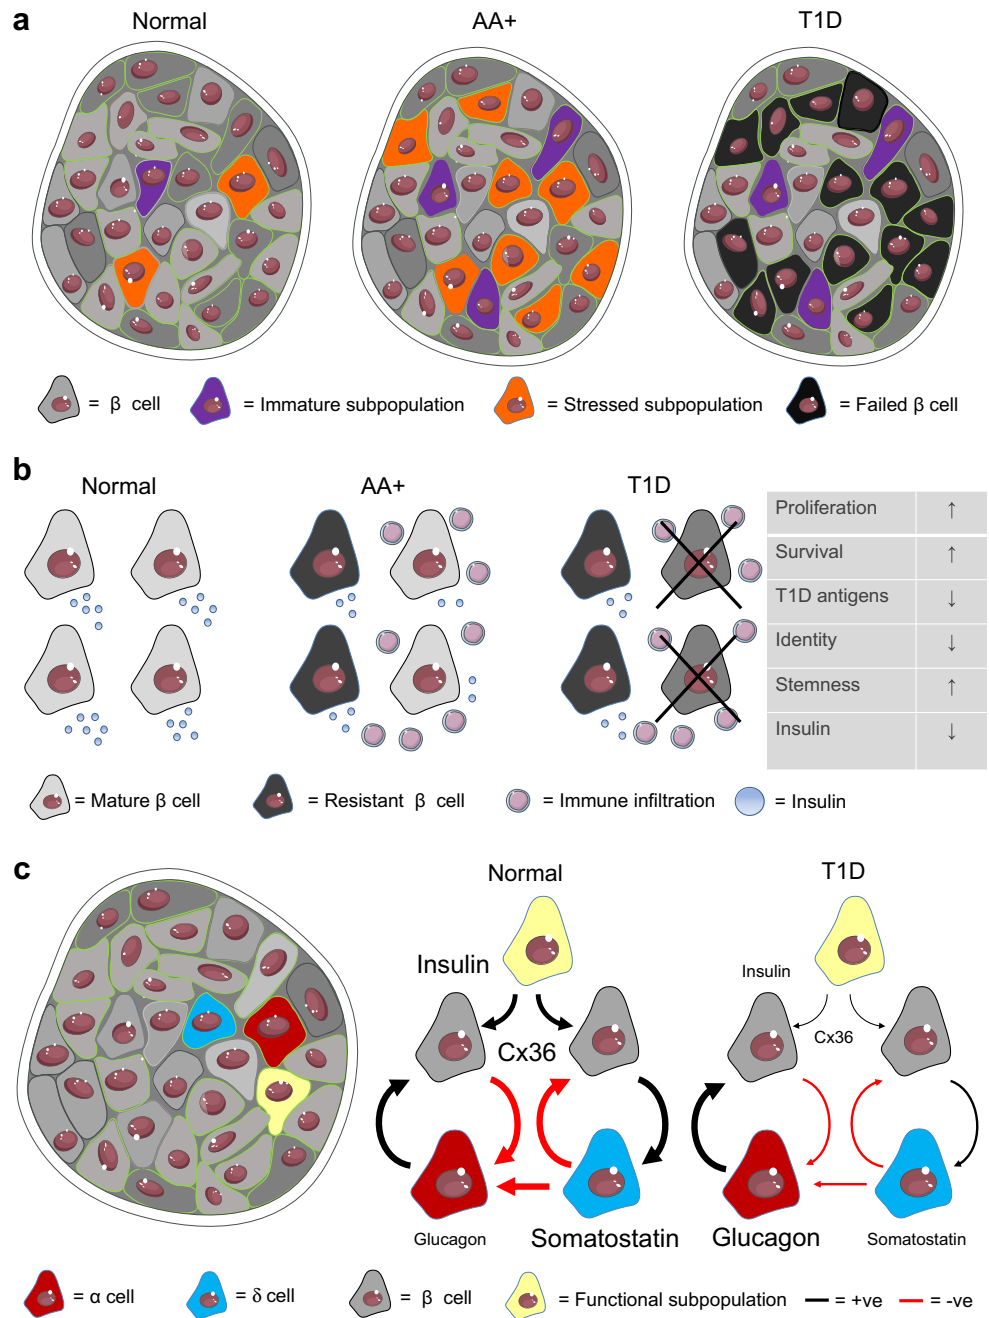 a
Normal
AA+
T1D
= β cell
= Immature subpopulation
= Stressed subpopulation
= Failed β cell
b
Normal
AA+
T1D
Proliferation ↑
Survival ↑
T1D antigens ↓
Identity ↓
Stemness ↑
Insulin ↓
= Mature β cell
= Resistant β cell
= Immune infiltration
= Insulin
c
Normal
T1D
Insulin
Cx36
Glucagon
Somatostatin
Insulin
Cx36
Glucagon
Somatostatin
= α cell
= δ cell
= β cell
= Functional subpopulation
= +ve
= -ve